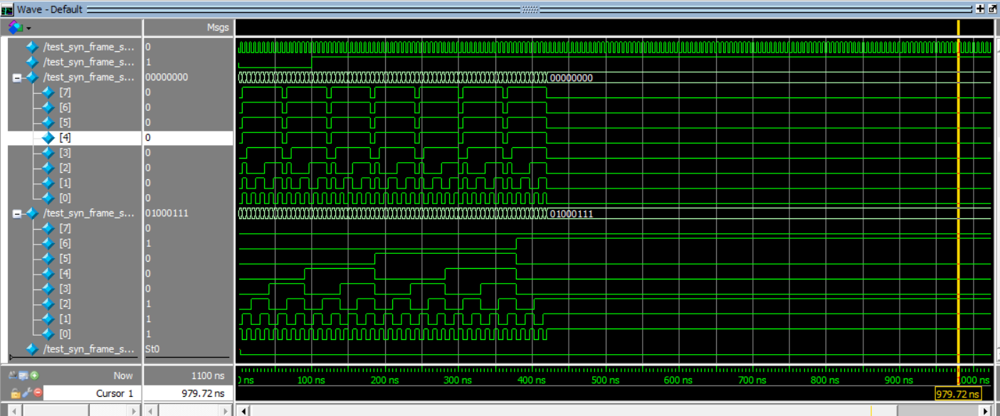 Wave - Default
Msgs
/test_syn_frame_s... 0
/test_syn_frame_s... 1
/test_syn_frame_s... 00000000 00000000
[7] 0
[6] 0
[5] 0
[4] 0
[3] 0
[2] 0
[1] 0
[0] 0
/test_syn_frame_s... 01000111 01000111
[7] 0
[6] 1
[5] 0
[4] 0
[3] 0
[2] 1
[1] 1
[0] 1
/test_syn_frame_s... St0
Now 1100 ns ns 100 ns 200 ns 300 ns 400 ns 500 ns 600 ns 700 ns 800 ns 900 ns 000 ns
Cursor 1 979.72 ns 979.72 ns